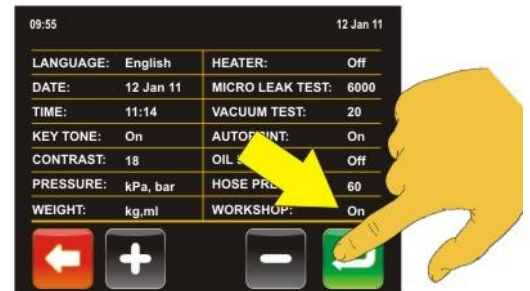 09:55 12 Jan 11
LANGUAGE: English HEATER: Off
DATE: 12 Jan 11 MICRO LEAK TEST: 6000
TIME: 11:14 VACUUM TEST: 20
KEY TONE: On On
CONTRAST: 18 OIL Off
PRESSURE: kPa, bar HOSE 60
WEIGHT: kg,ml WORKSHOP: On